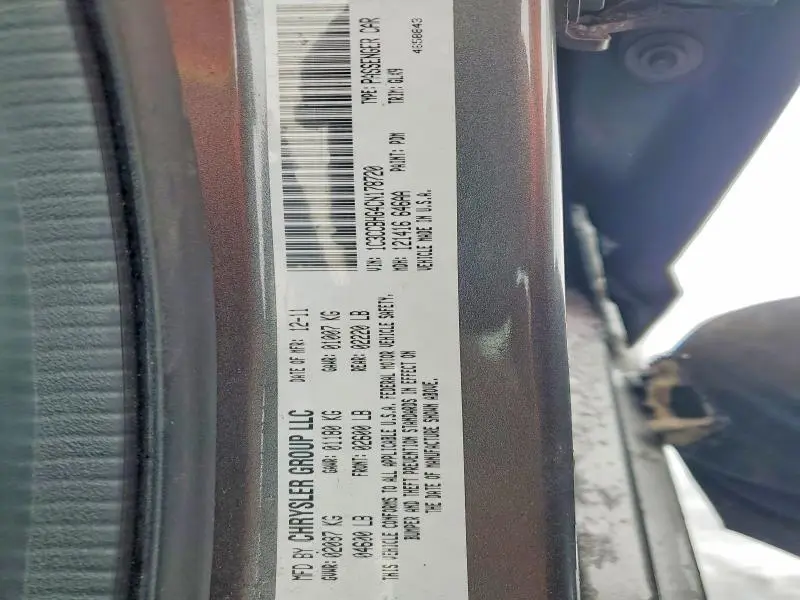 MFD BY CHRYSLER GROUP LLC DATE OF MFR: 12-11
GVWR: 02087 KG GAWR: 01180 KG GAWR: 01007 KG
04600 LB FRONT: 02600 LB REAR: 02220 LB
THIS VEHICLE CONFORMS TO ALL APPLICABLE U.S.A. FEDERAL MOTOR VEHICLE SAFETY,
BUMPER AND THEFT PREVENTION STANDARDS IN EFFECT ON
THE DATE OF MANUFACTURE SHOWN ABOVE.
VIN: 1C3CCBHG4CN178720 TYPE: PASSENGER CAR
MDH: 121416 646AA PAINT: PDM TRIM: GLX9
VEHICLE MADE IN U.S.A. 4658843